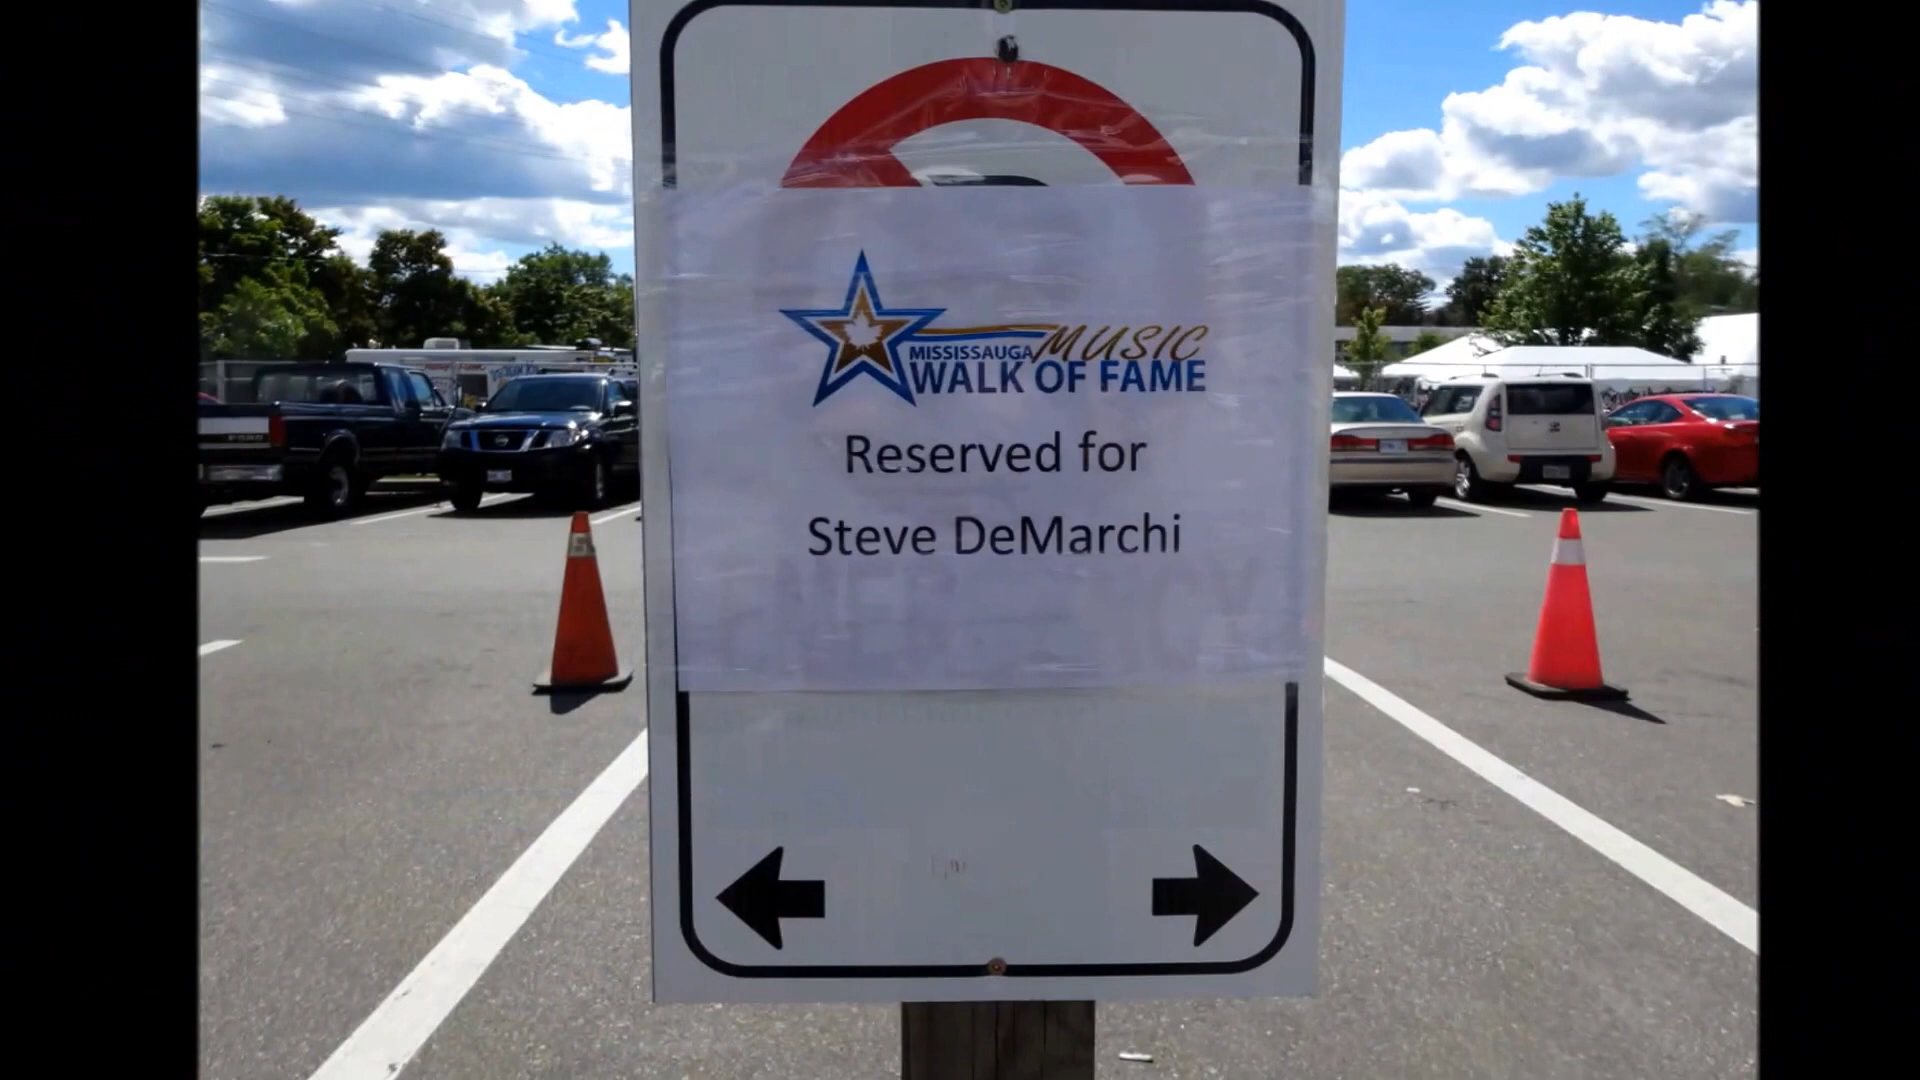 MISSISSAUGA MUSIC
WALK OF FAME
Reserved for
Steve DeMarchi